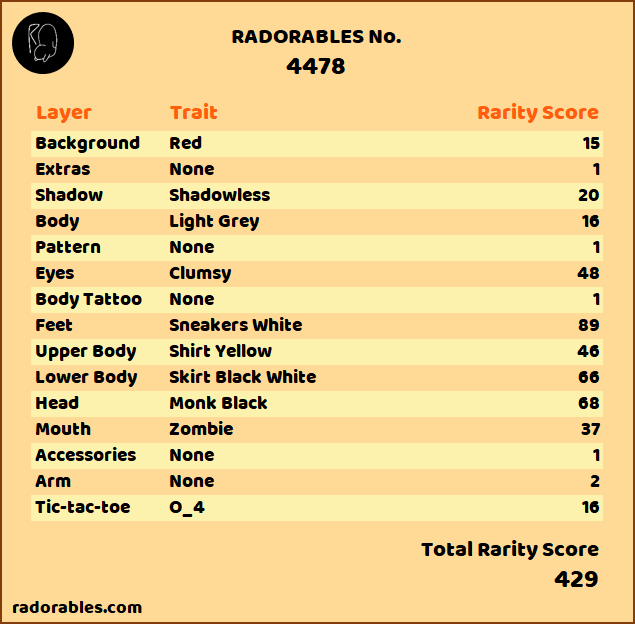 RADORABLES No.
4478
Layer Trait Rarity Score
Background Red 15
Extras None 1
Shadow Shadowless 20
Body Light Grey 16
Pattern None 1
Eyes Clumsy 48
Body Tattoo None 1
Feet Sneakers White 89
Upper Body Shirt Yellow 46
Lower Body Skirt Black White 66
Head Monk Black 68
Mouth Zombie 37
Accessories None 1
Arm None 2
Tic-tac-toe O_4 16
Total Rarity Score
429
radorables.com